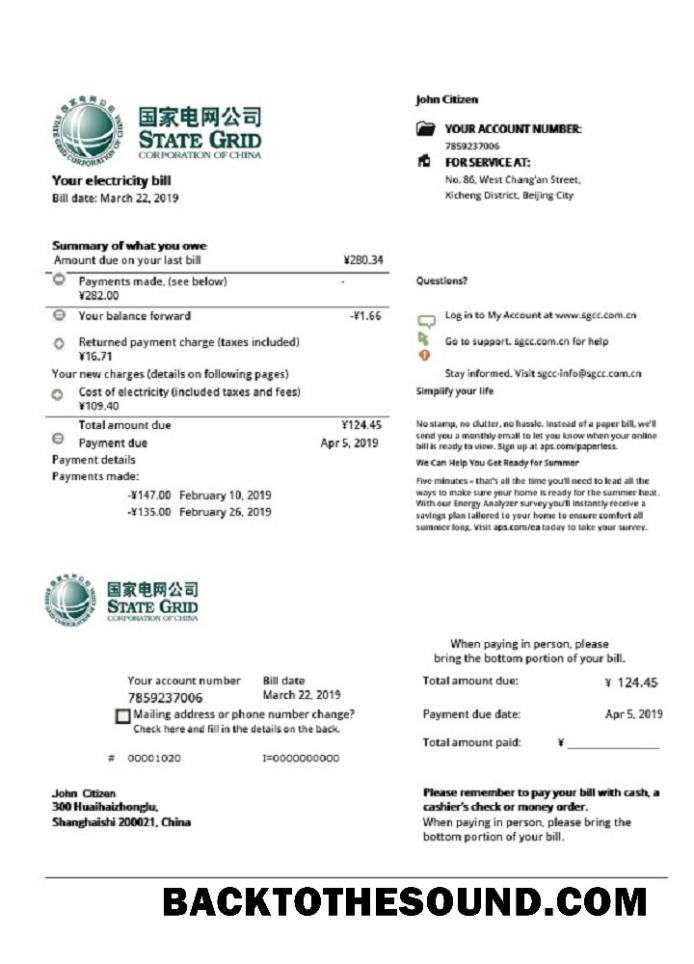 STATE GRID CORPORATION OF CHINA
国家电网公司
STATE GRID
CORPORATION OF CHINA
Your electricity bill
Bill date: March 22, 2019
John Citizen
YOUR ACCOUNT NUMBER:
7859237006
FOR SERVICE AT:
No. 86, West Chang'an Street,
Xicheng District, Beijing City
Summary of what you owe
Amount due on your last bill ¥280.34
Payments made, (see below) -
¥282.00
Your balance forward -¥1.66
Returned payment charge (taxes included)
¥16.71
Your new charges (details on following pages)
Cost of electricity (included taxes and fees)
¥109.40
Total amount due ¥124.45
Payment due Apr 5, 2019
Payment details
Payments made:
-¥147.00 February 10, 2019
-¥135.00 February 26, 2019
Questions?
Log in to My Account at www.sgcc.com.cn
Go to support. sgcc.com.cn for help
Stay informed. Visit sgcc-info@sgcc.com.cn
Simplify your life
No stamp, no clutter, no hassle. Instead of a paper bill, we'll
send you a monthly email to let you know when your online
bill is ready to view. Sign up at aps.com/paperless.
We Can Help You Get Ready for Summer
Five minutes – that's all the time you'll need to lead all the
ways to make sure your home is ready for the summer heat.
With our Energy Analyzer survey you'll instantly receive a
savings plan tailored to your home to ensure comfort all
summer long. Visit aps.com/ea today to take your survey.
国家电网公司
STATE GRID
CORPORATION OF CHINA
Your account number Bill date
7859237006 March 22, 2019
Mailing address or phone number change?
Check here and fill in the details on the back.
# 00001020 I=0000000000
John Citizen
300 Huaihaizhonglu,
Shanghaishi 200021, China
When paying in person, please
bring the bottom portion of your bill.
Total amount due: ¥ 124.45
Payment due date: Apr 5, 2019
Total amount paid: ¥ ______________
Please remember to pay your bill with cash, a
cashier's check or money order.
When paying in person, please bring the
bottom portion of your bill.
BACKTOTHESOUND.COM